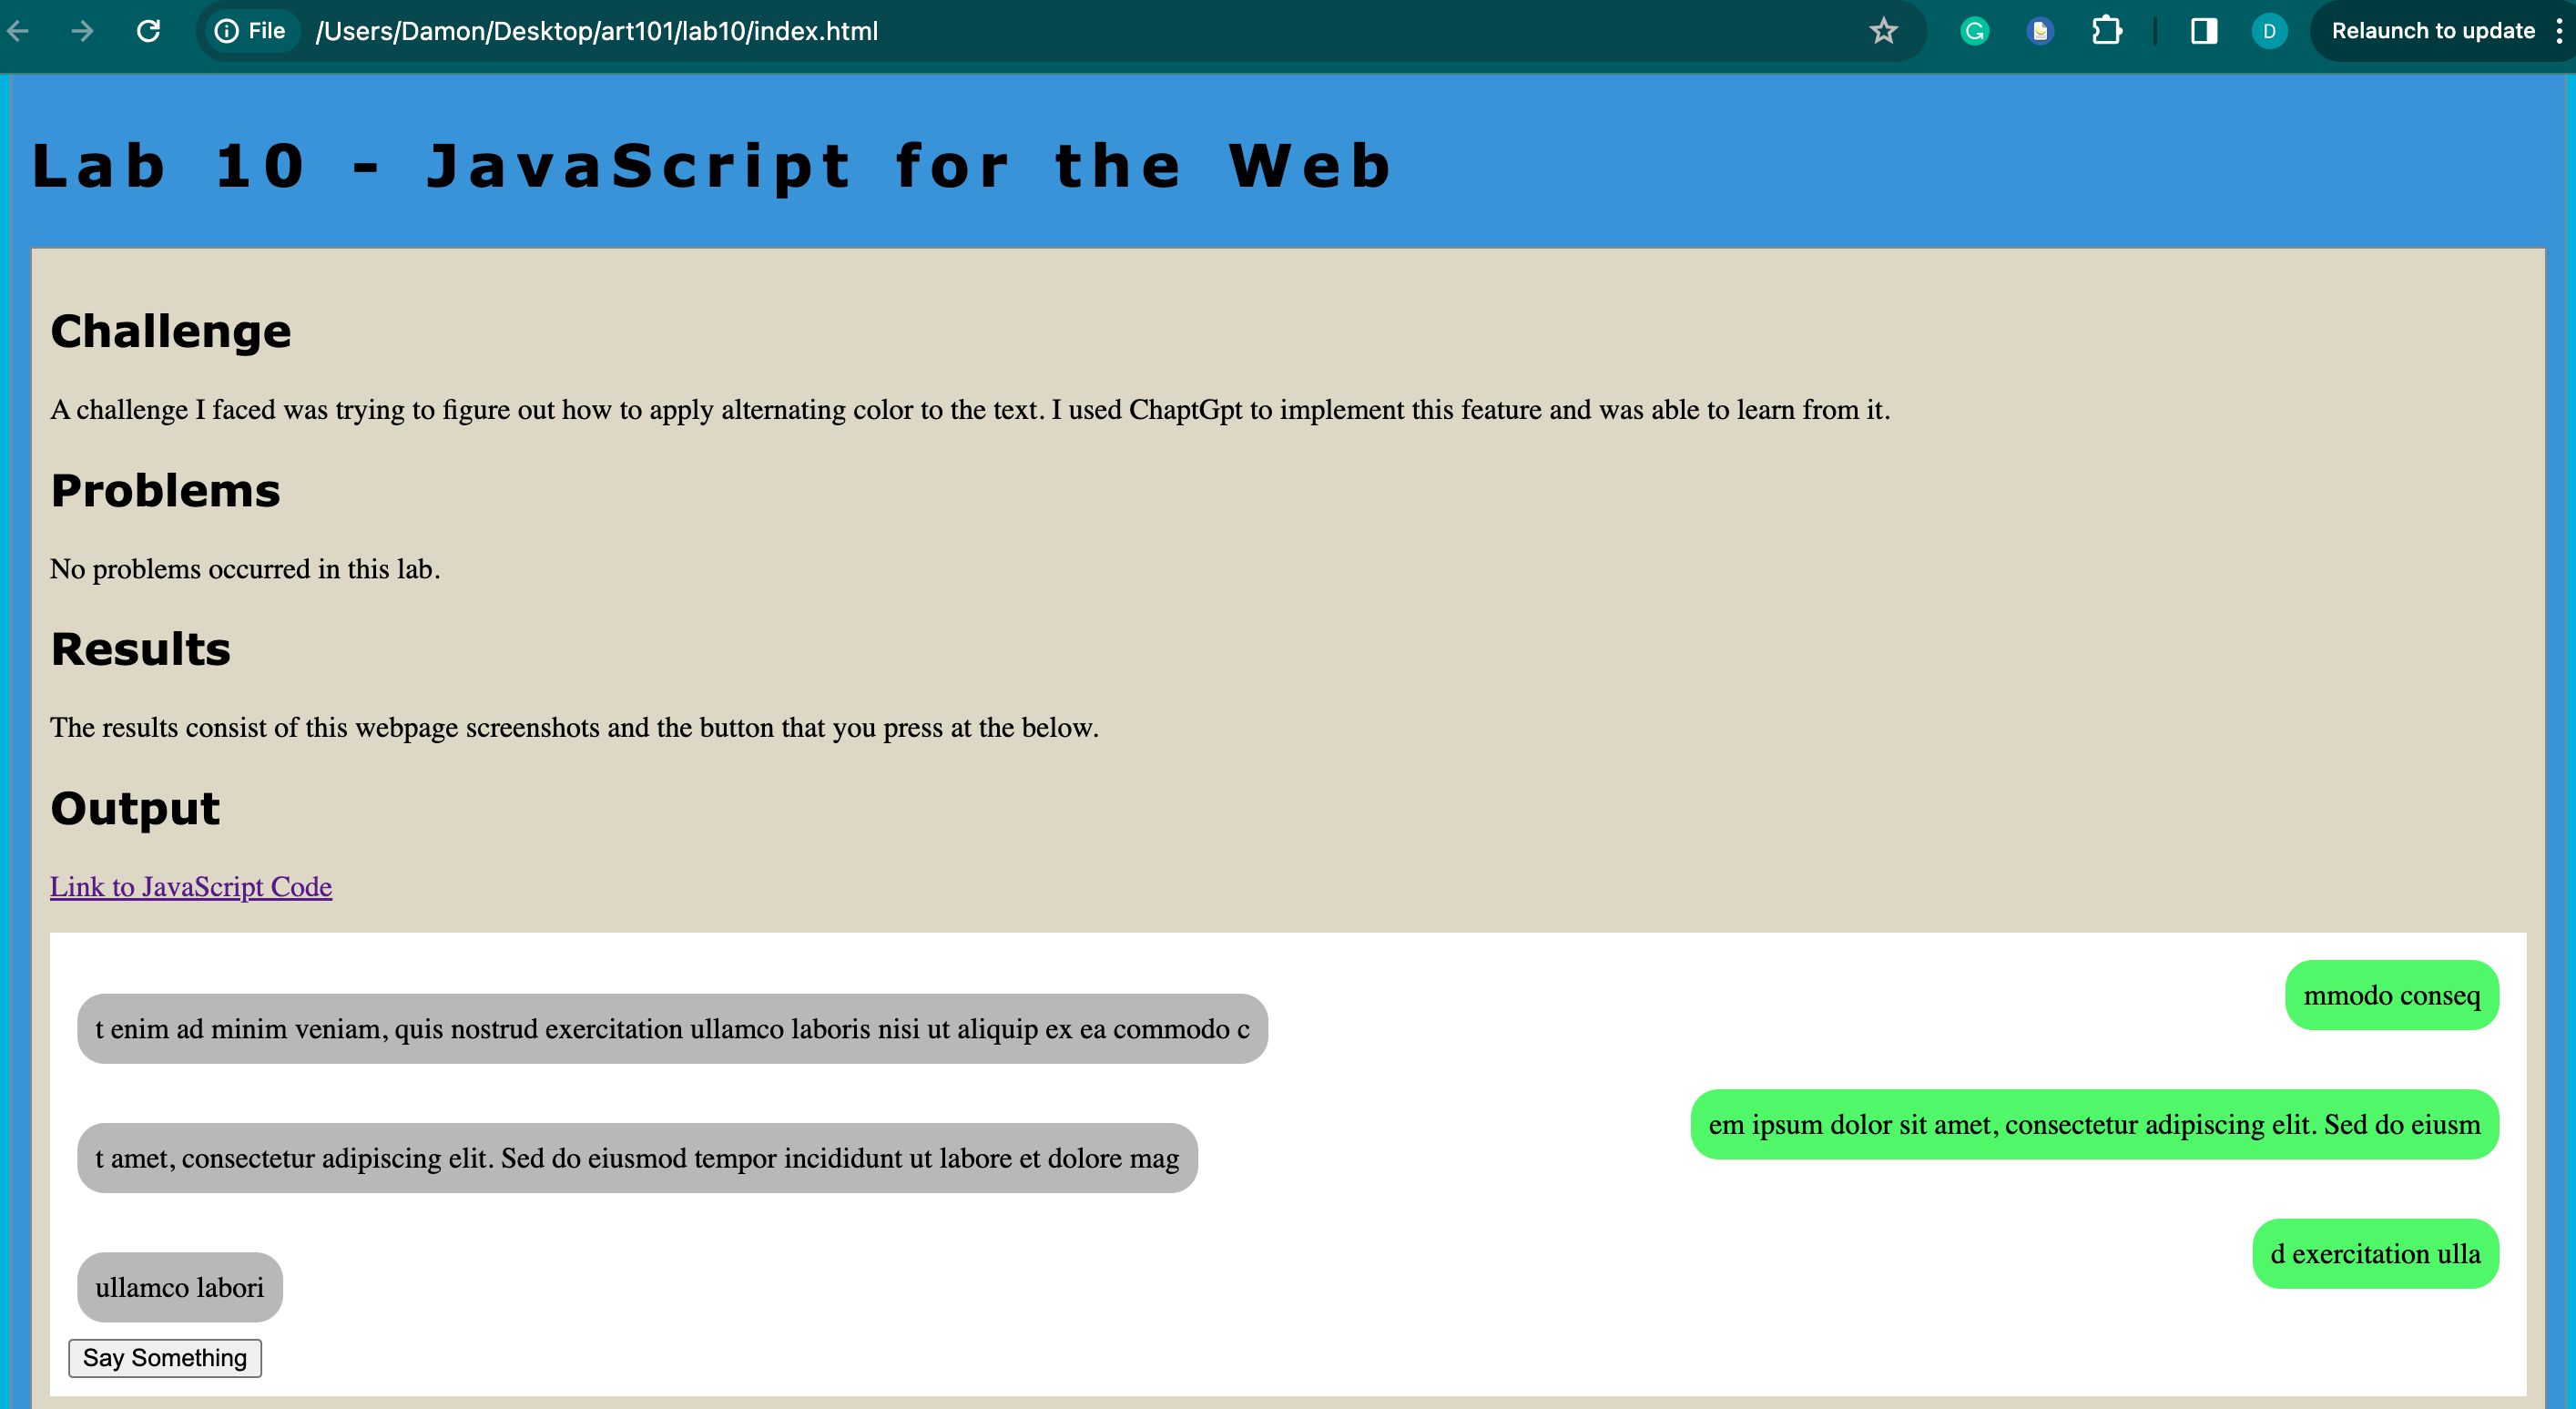 File /Users/Damon/Desktop/art101/lab10/index.html D Relaunch to update
Lab 10 - JavaScript for the Web
Challenge
A challenge I faced was trying to figure out how to apply alternating color to the text. I used ChaptGpt to implement this feature and was able to learn from it.
Problems
No problems occurred in this lab.
Results
The results consist of this webpage screenshots and the button that you press at the below.
Output
Link to JavaScript Code
mmodo conseq
t enim ad minim veniam, quis nostrud exercitation ullamco laboris nisi ut aliquip ex ea commodo c
em ipsum dolor sit amet, consectetur adipiscing elit. Sed do eiusm
t amet, consectetur adipiscing elit. Sed do eiusmod tempor incididunt ut labore et dolore mag
d exercitation ulla
ullamco labori
Say Something